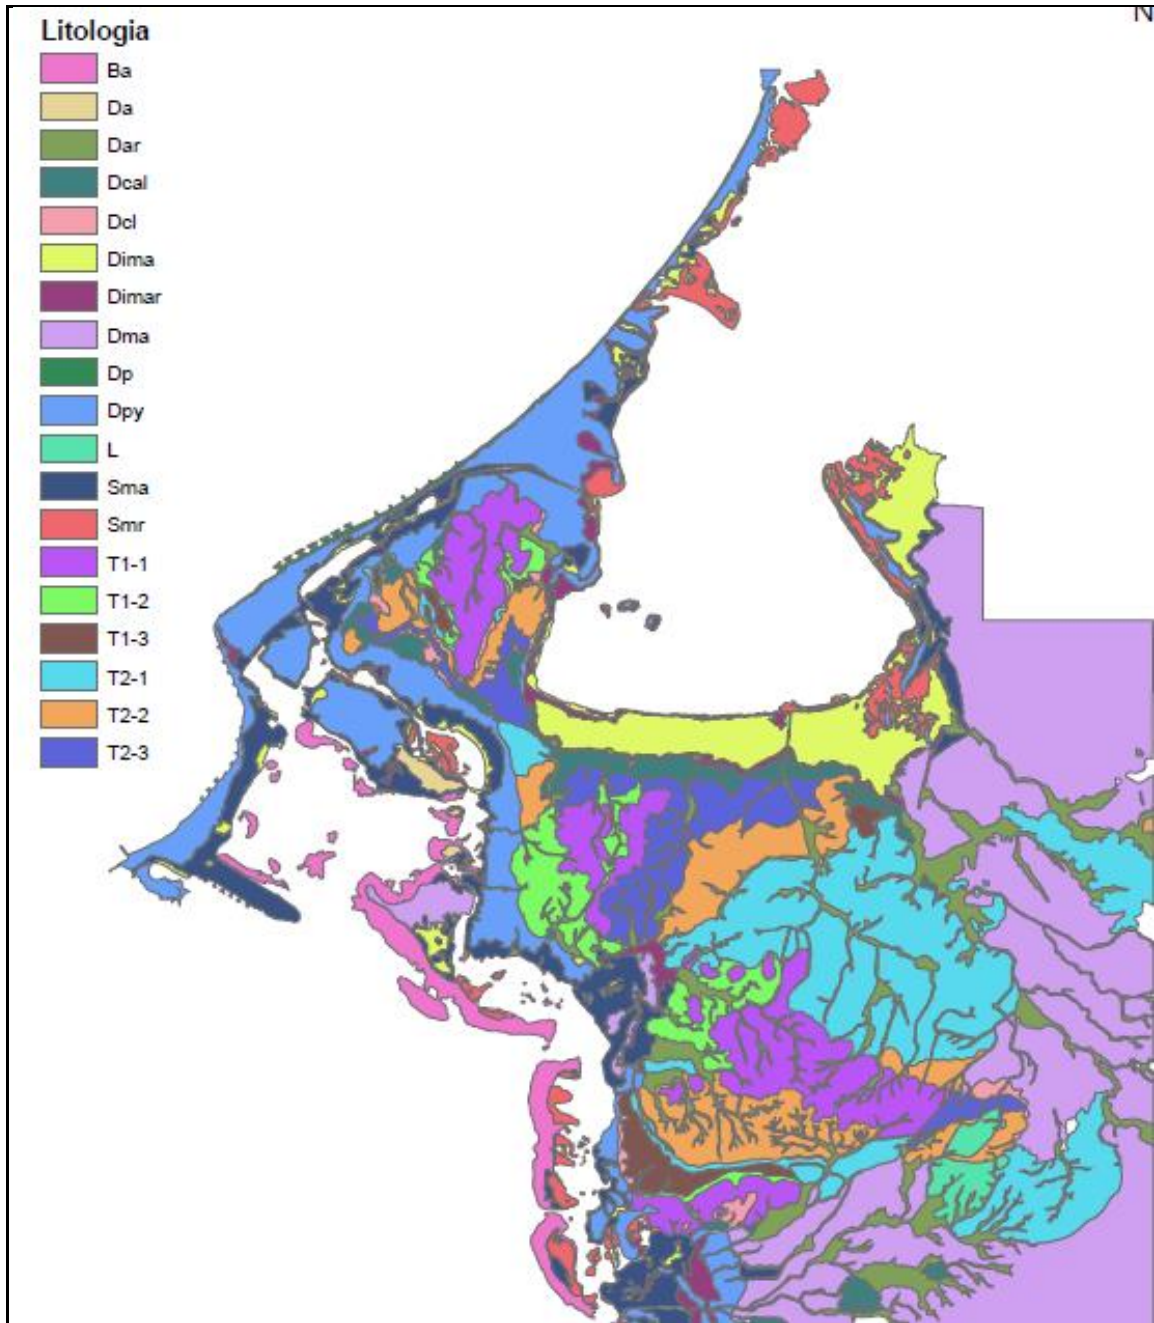 N
Litologia
Ba
Da
Dar
Dcal
Dcl
Dima
Dimar
Dma
Dp
Dpy
L
Sma
Smr
T1-1
T1-2
T1-3
T2-1
T2-2
T2-3